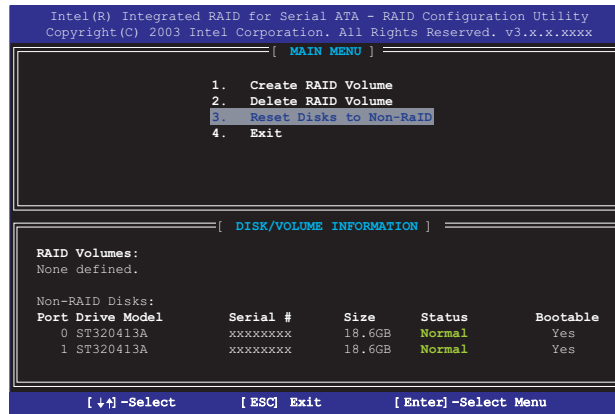 Intel(R) Integrated RAID for Serial ATA - RAID Configuration Utility
Copyright(C) 2003 Intel Corporation. All Rights Reserved. v3.x.x.xxxx
[ MAIN MENU ]
1. Create RAID Volume
2. Delete RAID Volume
3. Reset Disks to Non-RaID
4. Exit
[ DISK/VOLUME INFORMATION ]
RAID Volumes:
None defined.
Non-RAID Disks:
Port Drive Model Serial # Size Status Bootable
0 ST320413A xxxxxxxx 18.6GB Normal Yes
1 ST320413A xxxxxxxx 18.6GB Normal Yes
[↓↑]-Select [ESC] Exit [Enter]-Select Menu